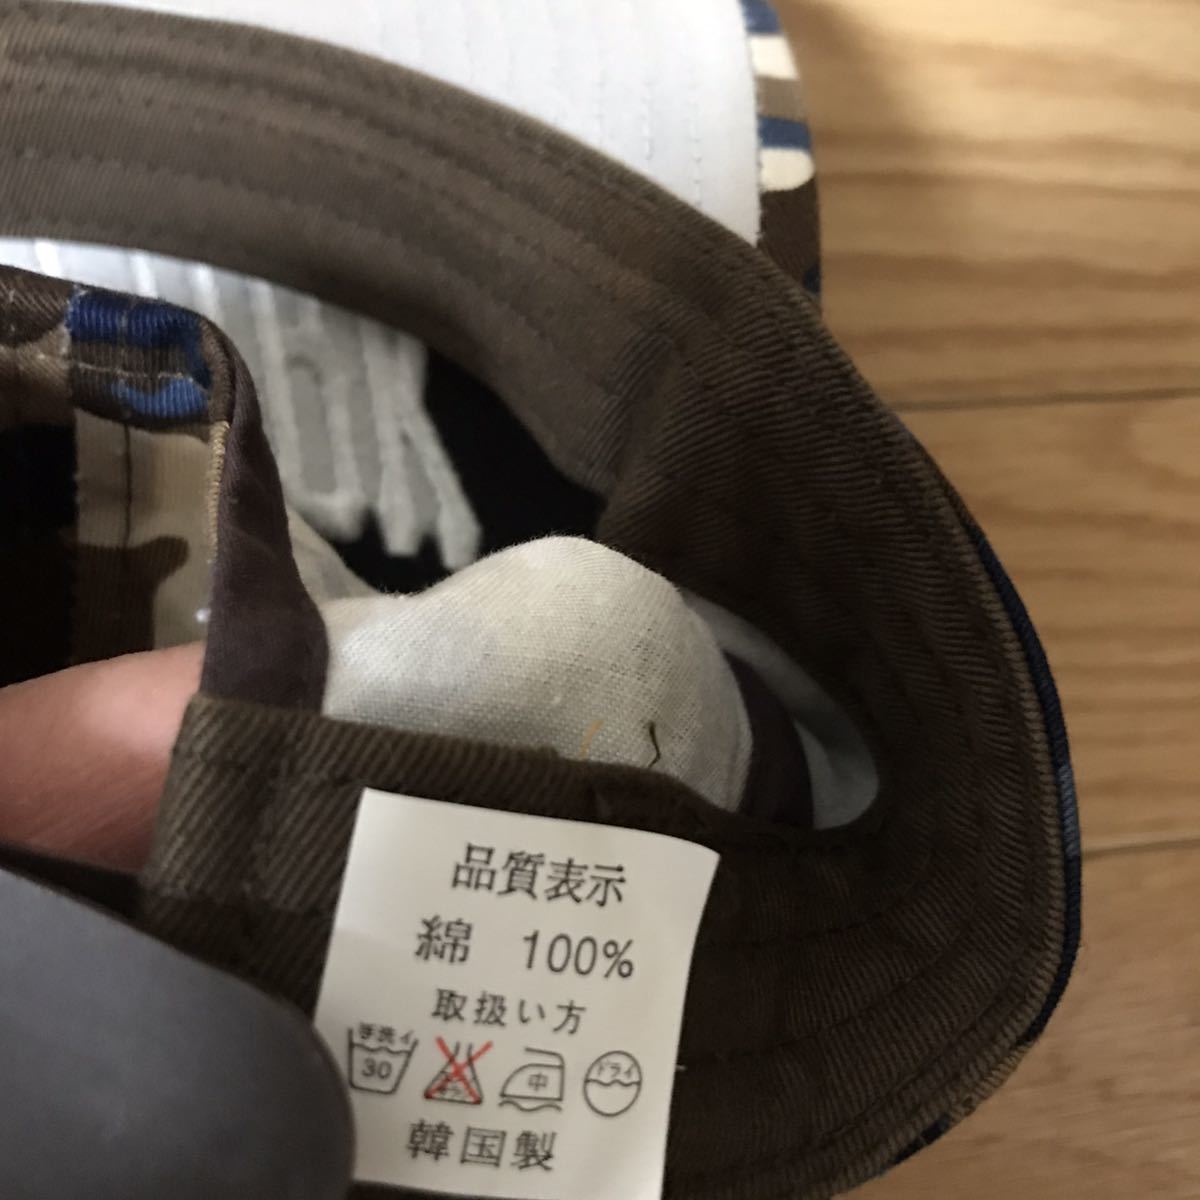 品質表示
綿 100%
取扱い方
手洗イ 30 中 ドライ
韓国製